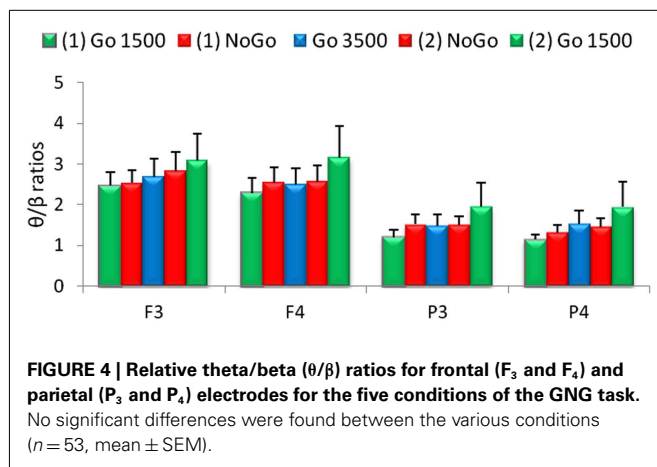 (1) Go 1500 (1) NoGo Go 3500 (2) NoGo (2) Go 1500
5
4
3
2
1
0
θ/β ratios
F3 F4 P3 P4
FIGURE 4 | Relative theta/beta (θ/β) ratios for frontal (F₃ and F₄) and
parietal (P₃ and P₄) electrodes for the five conditions of the GNG task.
No significant differences were found between the various conditions
(n = 53, mean ± SEM).